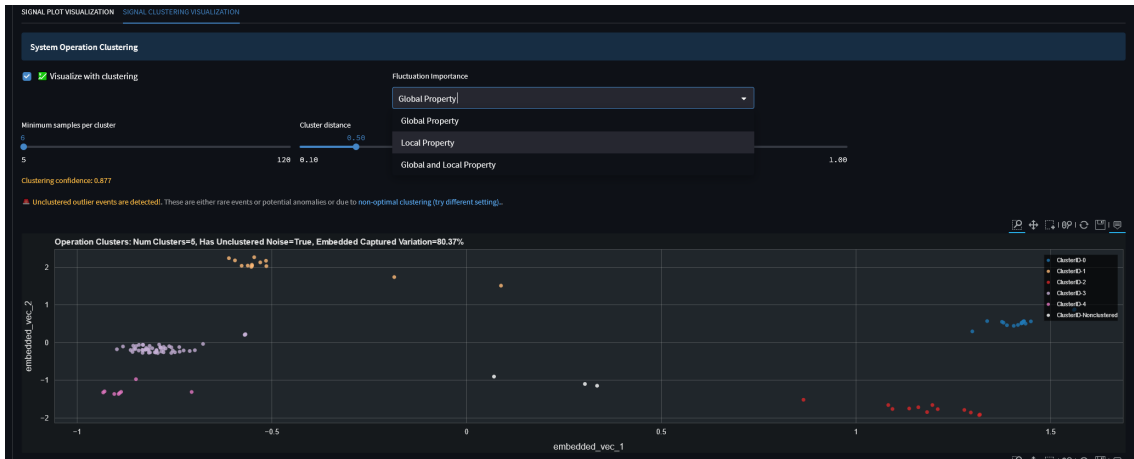 SIGNAL PLOT VISUALIZATION SIGNAL CLUSTERING VISUALIZATION
System Operation Clustering
Visualize with clustering
Fluctuation Importance
Global Property
Global Property
Local Property
Global and Local Property
Minimum samples per cluster
6
5 120
Cluster distance
0.50
0.10 1.00
Clustering confidence: 0.877
Unclustered outlier events are detected!. These are either rare events or potential anomalies or due to non-optimal clustering (try different setting)..
Operation Clusters: Num Clusters=5, Has Unclustered Noise=True, Embedded Captured Variation=80.37%
ClusterID-0
ClusterID-1
ClusterID-2
ClusterID-3
ClusterID-4
ClusterID-Nonclustered
embedded_vec_2
2
1
0
−1
−2
−1 −0.5 0 0.5 1 1.5
embedded_vec_1